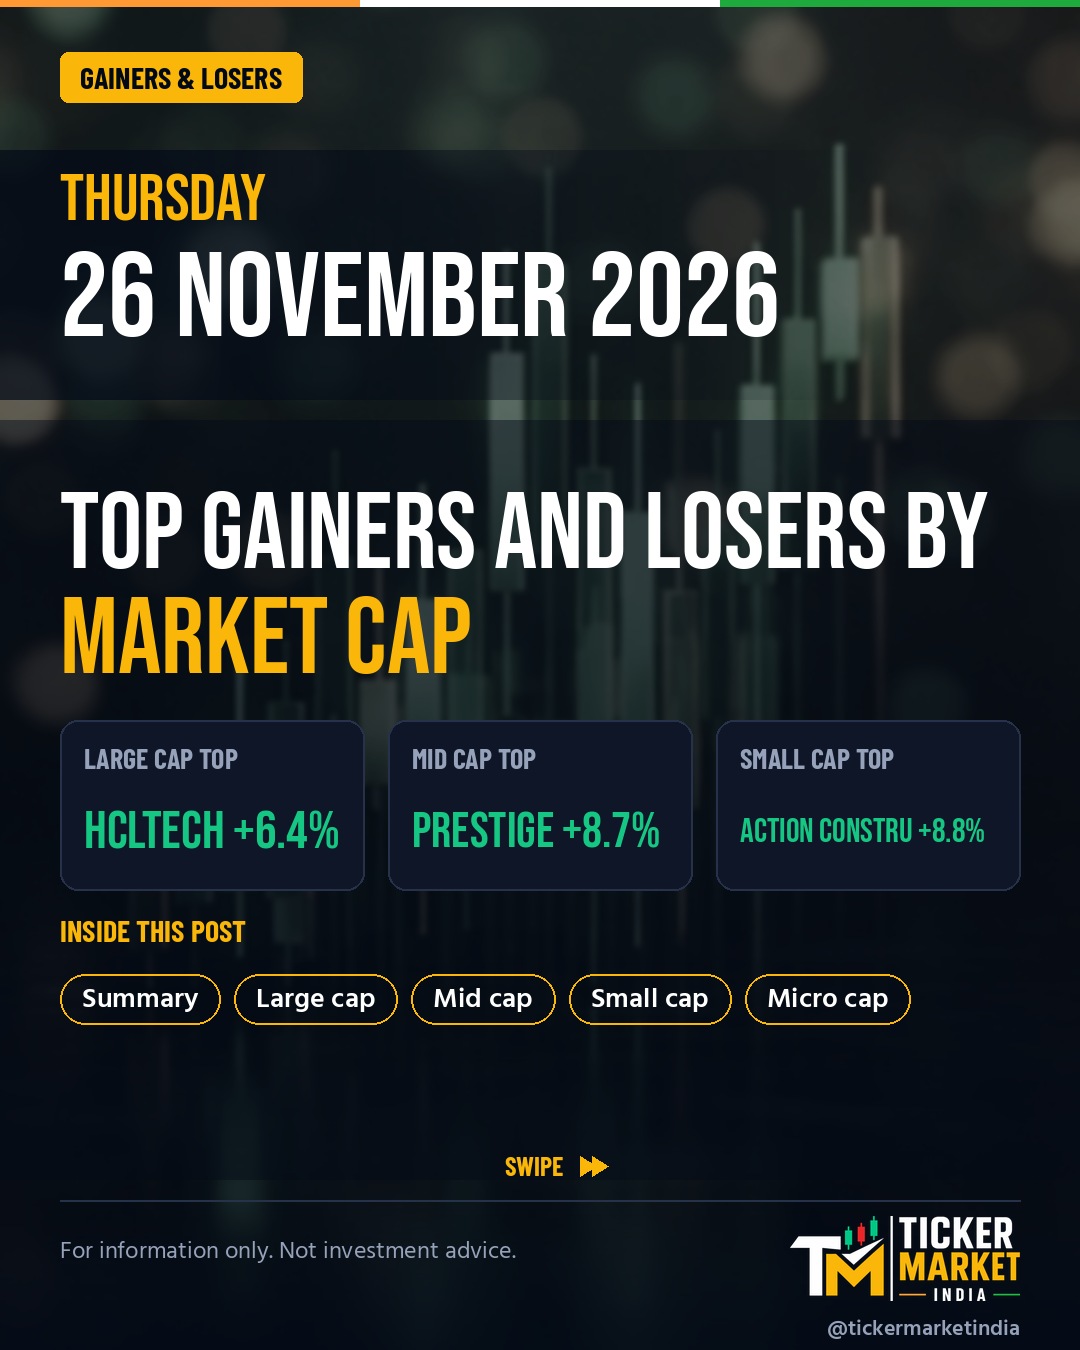 GAINERS & LOSERS
THURSDAY
26 NOVEMBER 2026
TOP GAINERS AND LOSERS BY
MARKET CAP
LARGE CAP TOP
HCLTECH +6.4%
MID CAP TOP
PRESTIGE +8.7%
SMALL CAP TOP
ACTION CONSTRU +8.8%
INSIDE THIS POST
Summary
Large cap
Mid cap
Small cap
Micro cap
SWIPE
For information only. Not investment advice.
TM
TICKER
MARKET
INDIA
@tickermarketindia